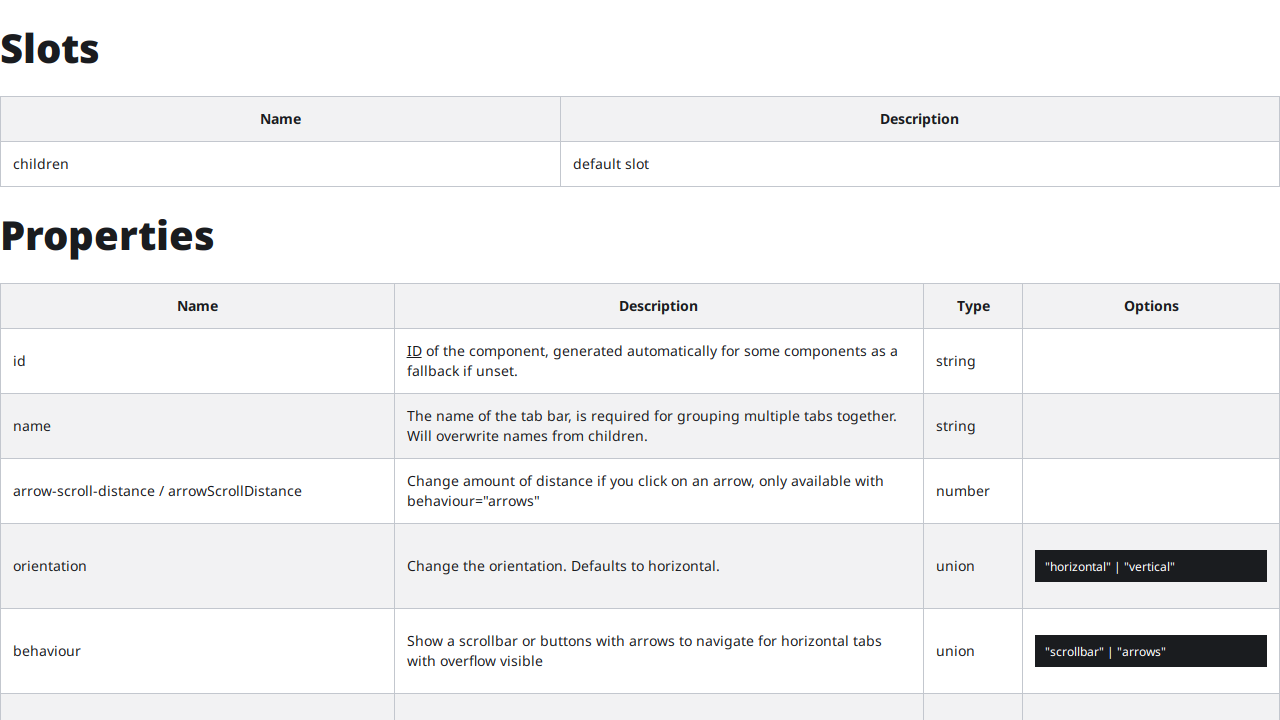 Slots
Name Description
children default slot
Properties
Name Description Type Options
id
ID of the component, generated automatically for some components as a
fallback if unset.
string
name
The name of the tab bar, is required for grouping multiple tabs together.
Will overwrite names from children.
string
arrow-scroll-distance / arrowScrollDistance
Change amount of distance if you click on an arrow, only available with
behaviour="arrows"
number
orientation Change the orientation. Defaults to horizontal. union "horizontal" | "vertical"
behaviour
Show a scrollbar or buttons with arrows to navigate for horizontal tabs
with overflow visible
union
"scrollbar" | "arrows"